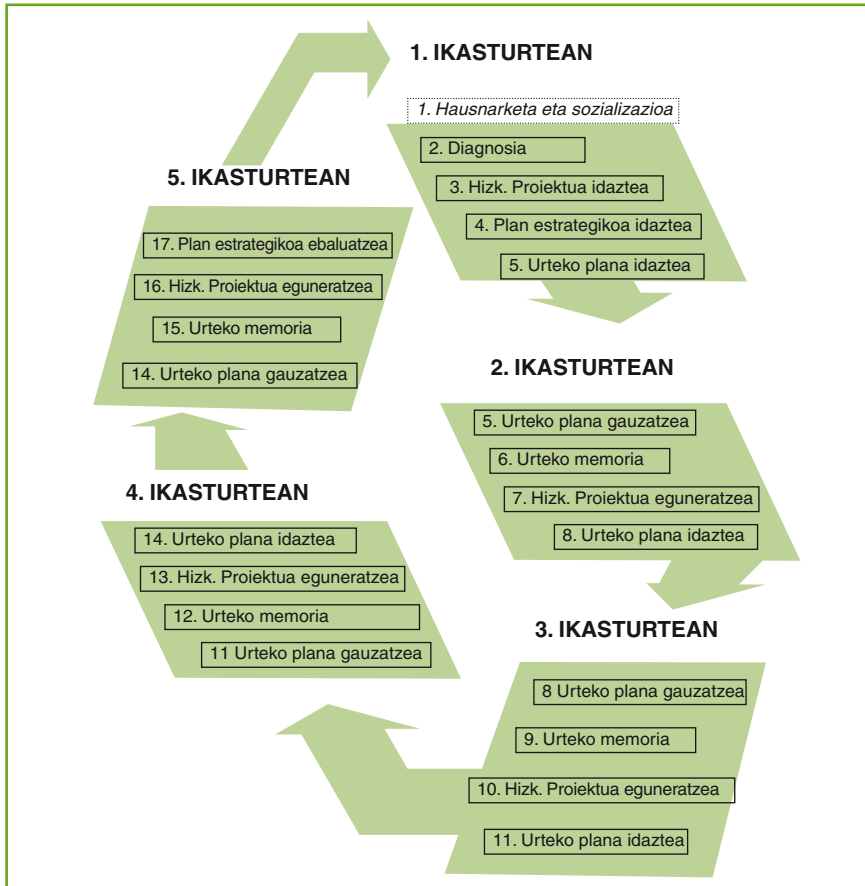 1. IKASTURTEAN
1. Hausnarketa eta sozializazioa
2. Diagnosia
3. Hizk. Proiektua idaztea
4. Plan estrategikoa idaztea
5. Urteko plana idaztea
2. IKASTURTEAN
5. Urteko plana gauzatzea
6. Urteko memoria
7. Hizk. Proiektua eguneratzea
8. Urteko plana idaztea
3. IKASTURTEAN
8 Urteko plana gauzatzea
9. Urteko memoria
10. Hizk. Proiektua eguneratzea
11. Urteko plana idaztea
4. IKASTURTEAN
14. Urteko plana idaztea
13. Hizk. Proiektua eguneratzea
12. Urteko memoria
11 Urteko plana gauzatzea
5. IKASTURTEAN
17. Plan estrategikoa ebaluatzea
16. Hizk. Proiektua eguneratzea
15. Urteko memoria
14. Urteko plana gauzatzea